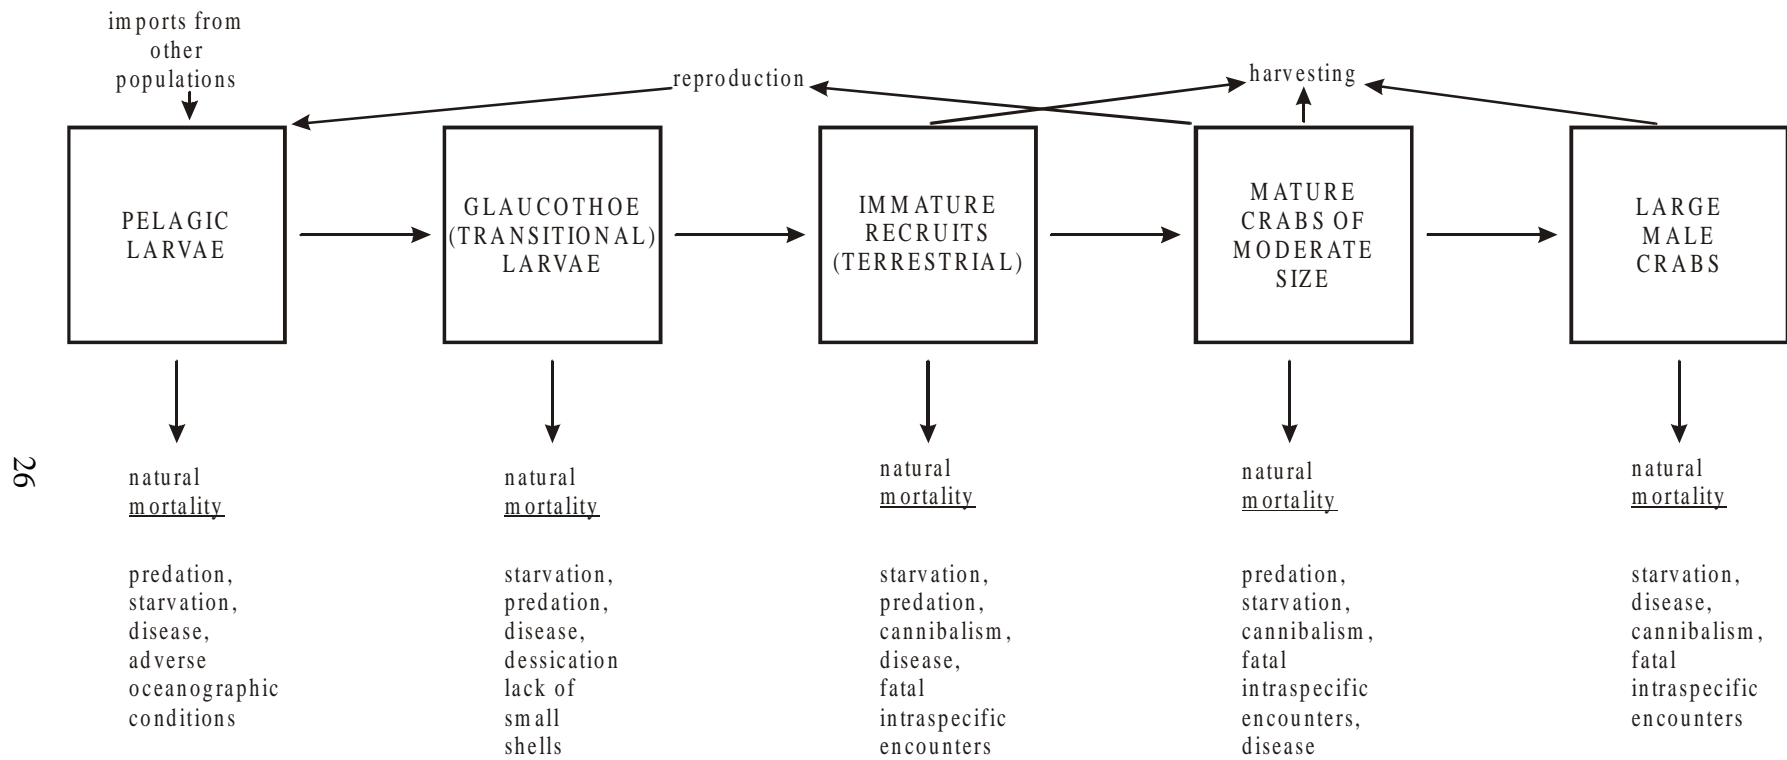 imports from
other
populations
reproduction
harvesting
PELAGIC
LARVAE
GLAUCOTHOE
(TRANSITIONAL)
LARVAE
IMMATURE
RECRUITS
(TERRESTRIAL)
MATURE
CRABS OF
MODERATE
SIZE
LARGE
MALE
CRABS
26
natural
mortality
predation,
starvation,
disease,
adverse
oceanographic
conditions
natural
mortality
starvation,
predation,
disease,
dessication
lack of
small
shells
natural
mortality
starvation,
predation,
cannibalism,
disease,
fatal
intraspecific
encounters
natural
mortality
predation,
starvation,
cannibalism,
fatal
intraspecific
encounters,
disease
natural
mortality
starvation,
disease,
cannibalism,
fatal
intraspecific
encounters